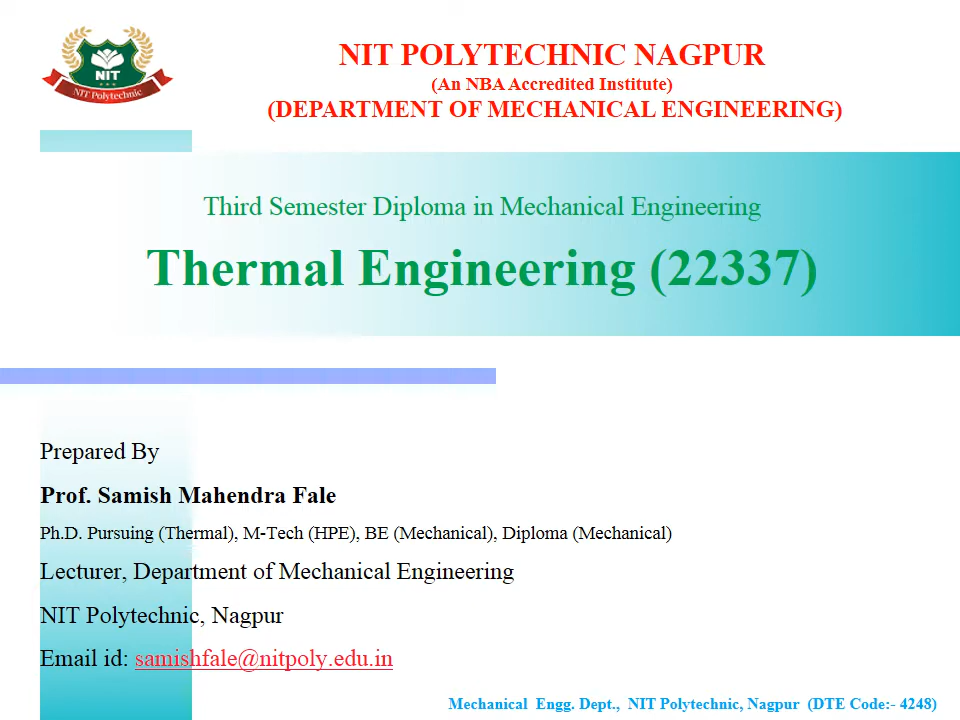 NIT POLYTECHNIC NAGPUR
(An NBA Accredited Institute)
(DEPARTMENT OF MECHANICAL ENGINEERING)
NIT
NIT Polytechnic
Third Semester Diploma in Mechanical Engineering
Thermal Engineering (22337)
Prepared By
Prof. Samish Mahendra Fale
Ph.D. Pursuing (Thermal), M-Tech (HPE), BE (Mechanical), Diploma (Mechanical)
Lecturer, Department of Mechanical Engineering
NIT Polytechnic, Nagpur
Email id: samishfale@nitpoly.edu.in
Mechanical Engg. Dept., NIT Polytechnic, Nagpur (DTE Code:- 4248)